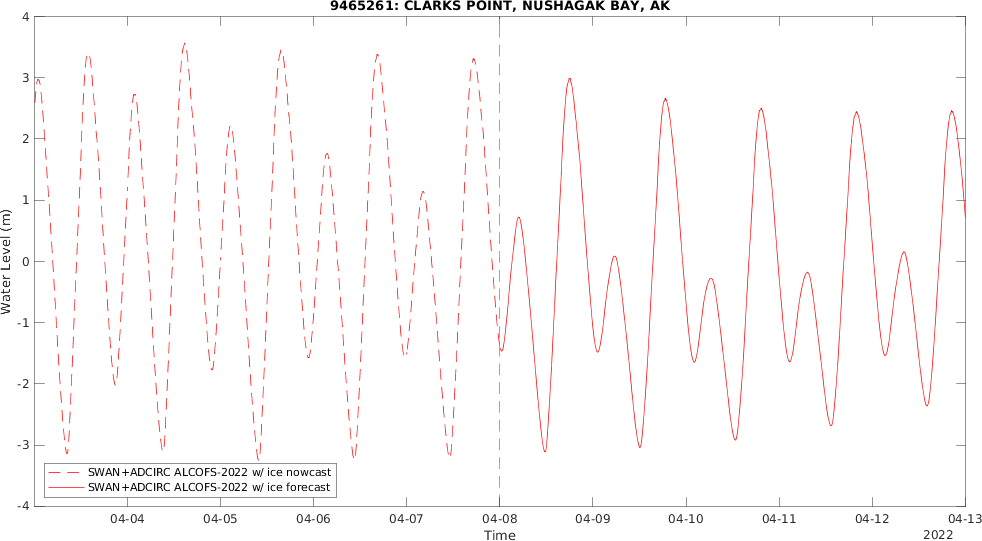 9465261: CLARKS POINT, NUSHAGAK BAY, AK
4
3
2
1
0
-1
-2
-3
-4
Water Level (m)
SWAN+ADCIRC ALCOFS-2022 w/ ice nowcast
SWAN+ADCIRC ALCOFS-2022 w/ ice forecast
04-04 04-05 04-06 04-07 04-08 04-09 04-10 04-11 04-12 04-13
Time
2022